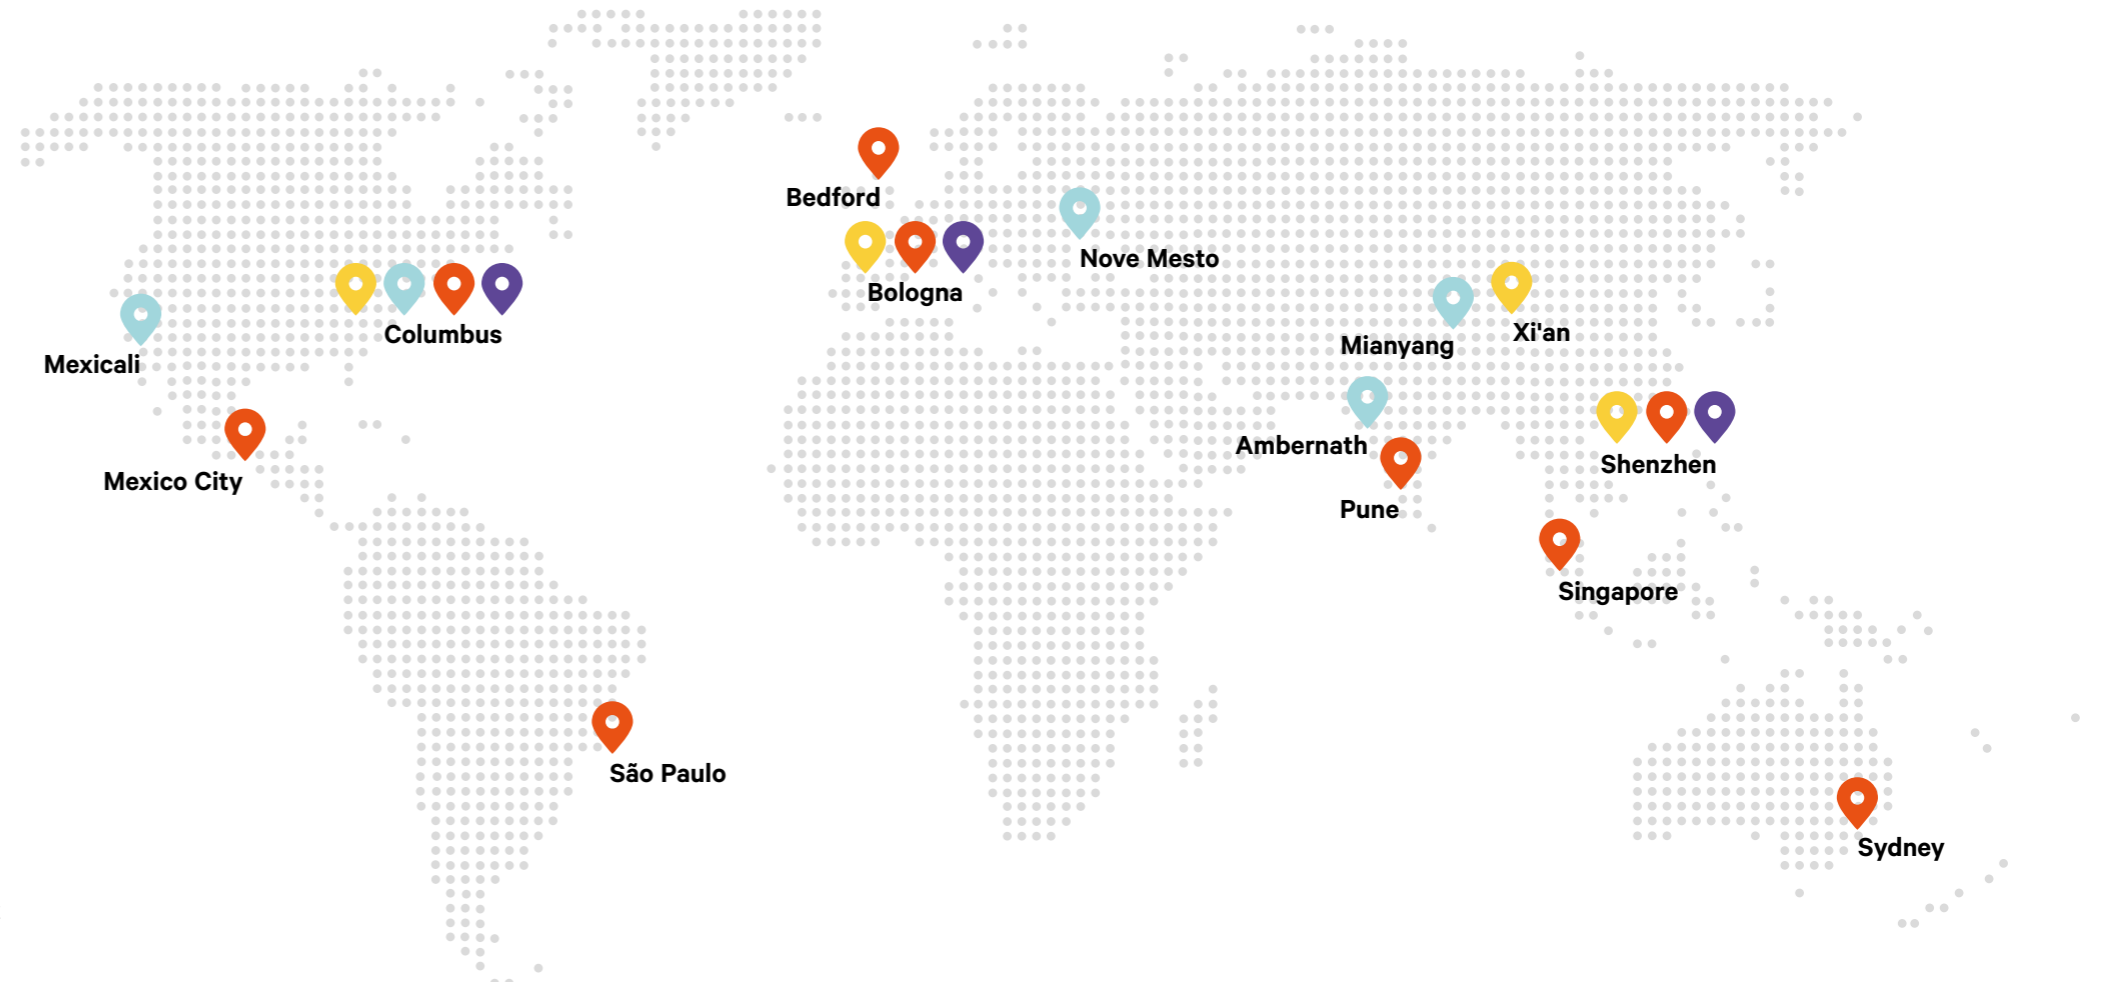 Bedford
Nove Mesto
Bologna
Columbus
Xi'an
Mianyang
Mexicali
Ambernath
Shenzhen
Mexico City
Pune
Singapore
São Paulo
Sydney